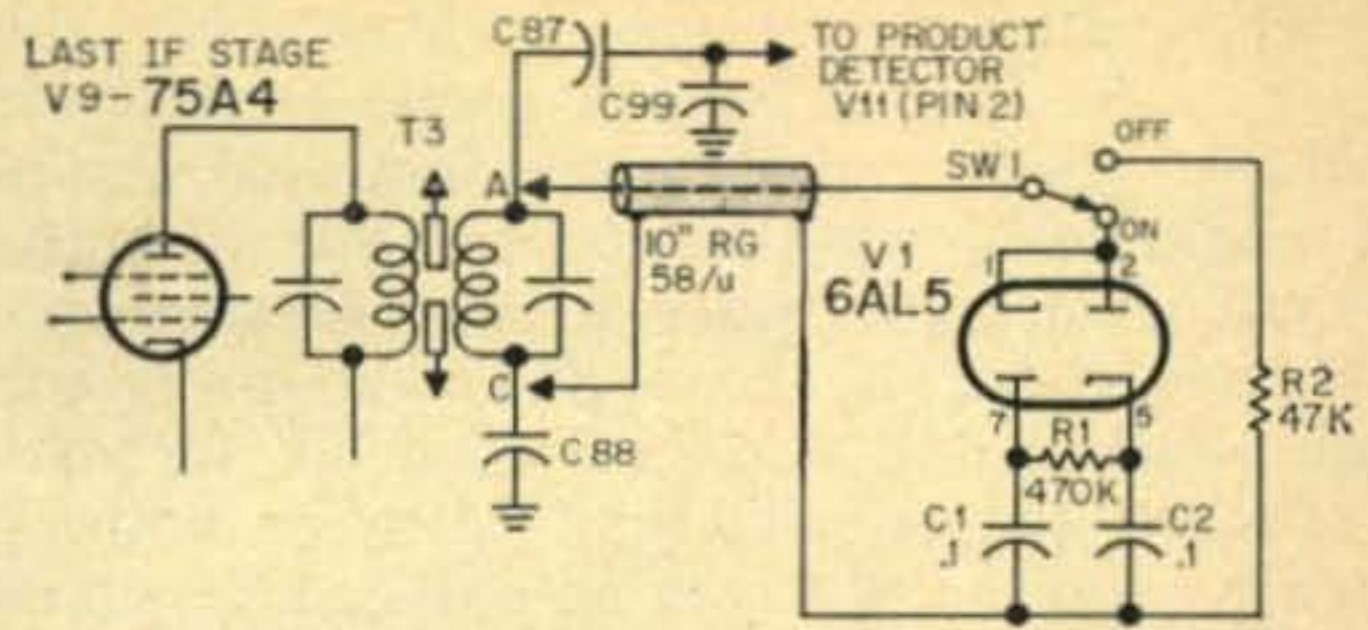 LAST IF STAGE
V9-75A4
T3
C87
C99
TO PRODUCT
DETECTOR
V11 (PIN 2)
A
C
C88
10" RG
58/u
SW1
OFF
ON
V1
6AL5
1
2
7
5
R1
470K
C1
.1
C2
.1
R2
47K